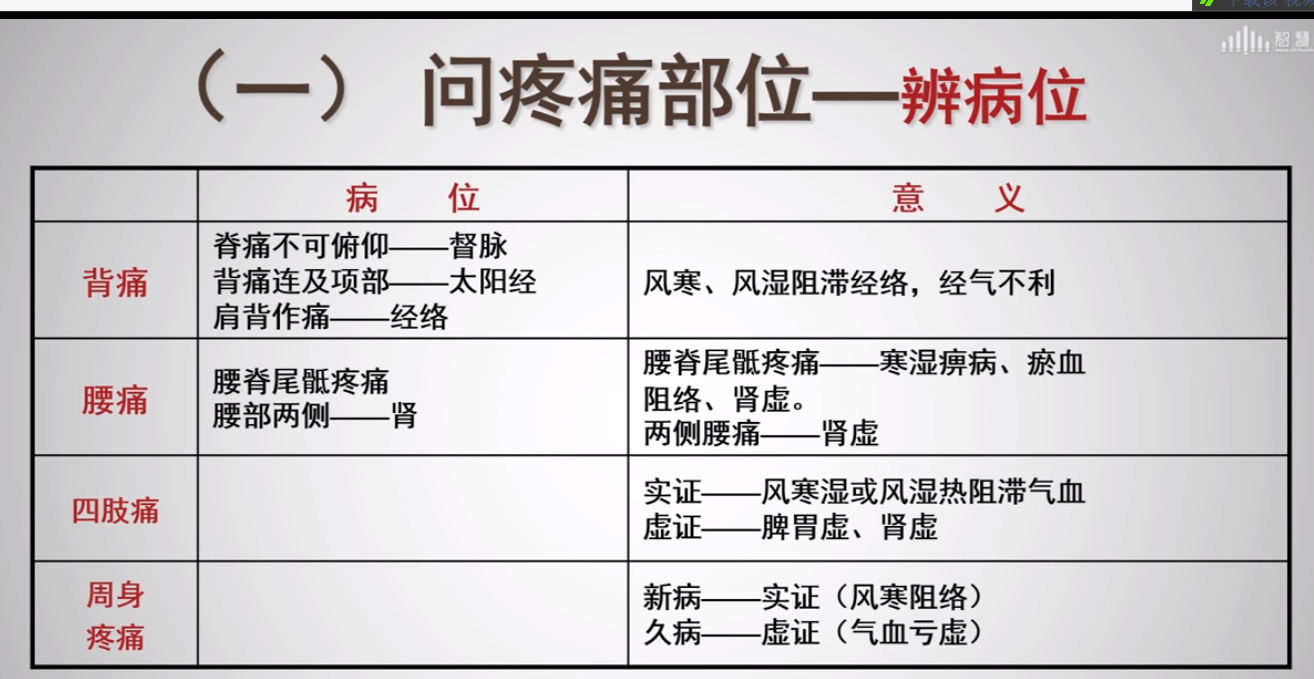 （一） 问疼痛部位—辨病位
智慧
病 位
意 义
背痛
脊痛不可俯仰——督脉
背痛连及项部——太阳经
肩背作痛——经络
风寒、风湿阻滞经络，经气不利
腰痛
腰脊尾骶疼痛
腰部两侧——肾
腰脊尾骶疼痛——寒湿痹病、瘀血
阻络、肾虚。
两侧腰痛——肾虚
四肢痛
实证——风寒湿或风湿热阻滞气血
虚证——脾胃虚、肾虚
周身
疼痛
新病——实证（风寒阻络）
久病——虚证（气血亏虚）